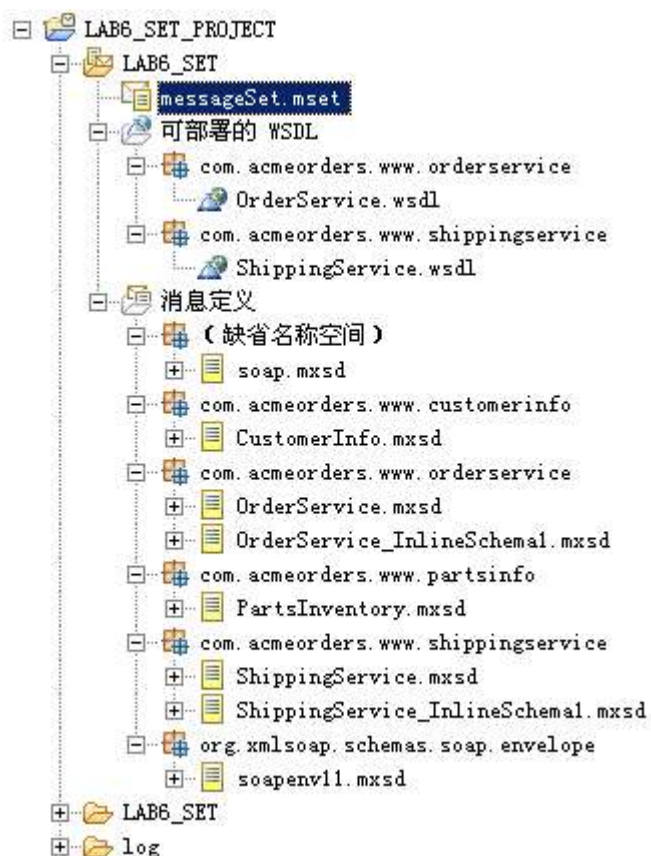 LAB6_SET_PROJECT
LAB6_SET
messageSet.mset
可部署的 WSDL
com.acmeorders.www.orderservice
OrderService.wsdl
com.acmeorders.www.shippingservice
ShippingService.wsdl
消息定义
(缺省名称空间)
soap.mxsd
com.acmeorders.www.customerinfo
CustomerInfo.mxsd
com.acmeorders.www.orderservice
OrderService.mxsd
OrderService_InlineSchema1.mxsd
com.acmeorders.www.partsinfo
PartsInventory.mxsd
com.acmeorders.www.shippingservice
ShippingService.mxsd
ShippingService_InlineSchema1.mxsd
org.xmlsoap.schemas.soap.envelope
soapenv11.mxsd
LAB6_SET
log